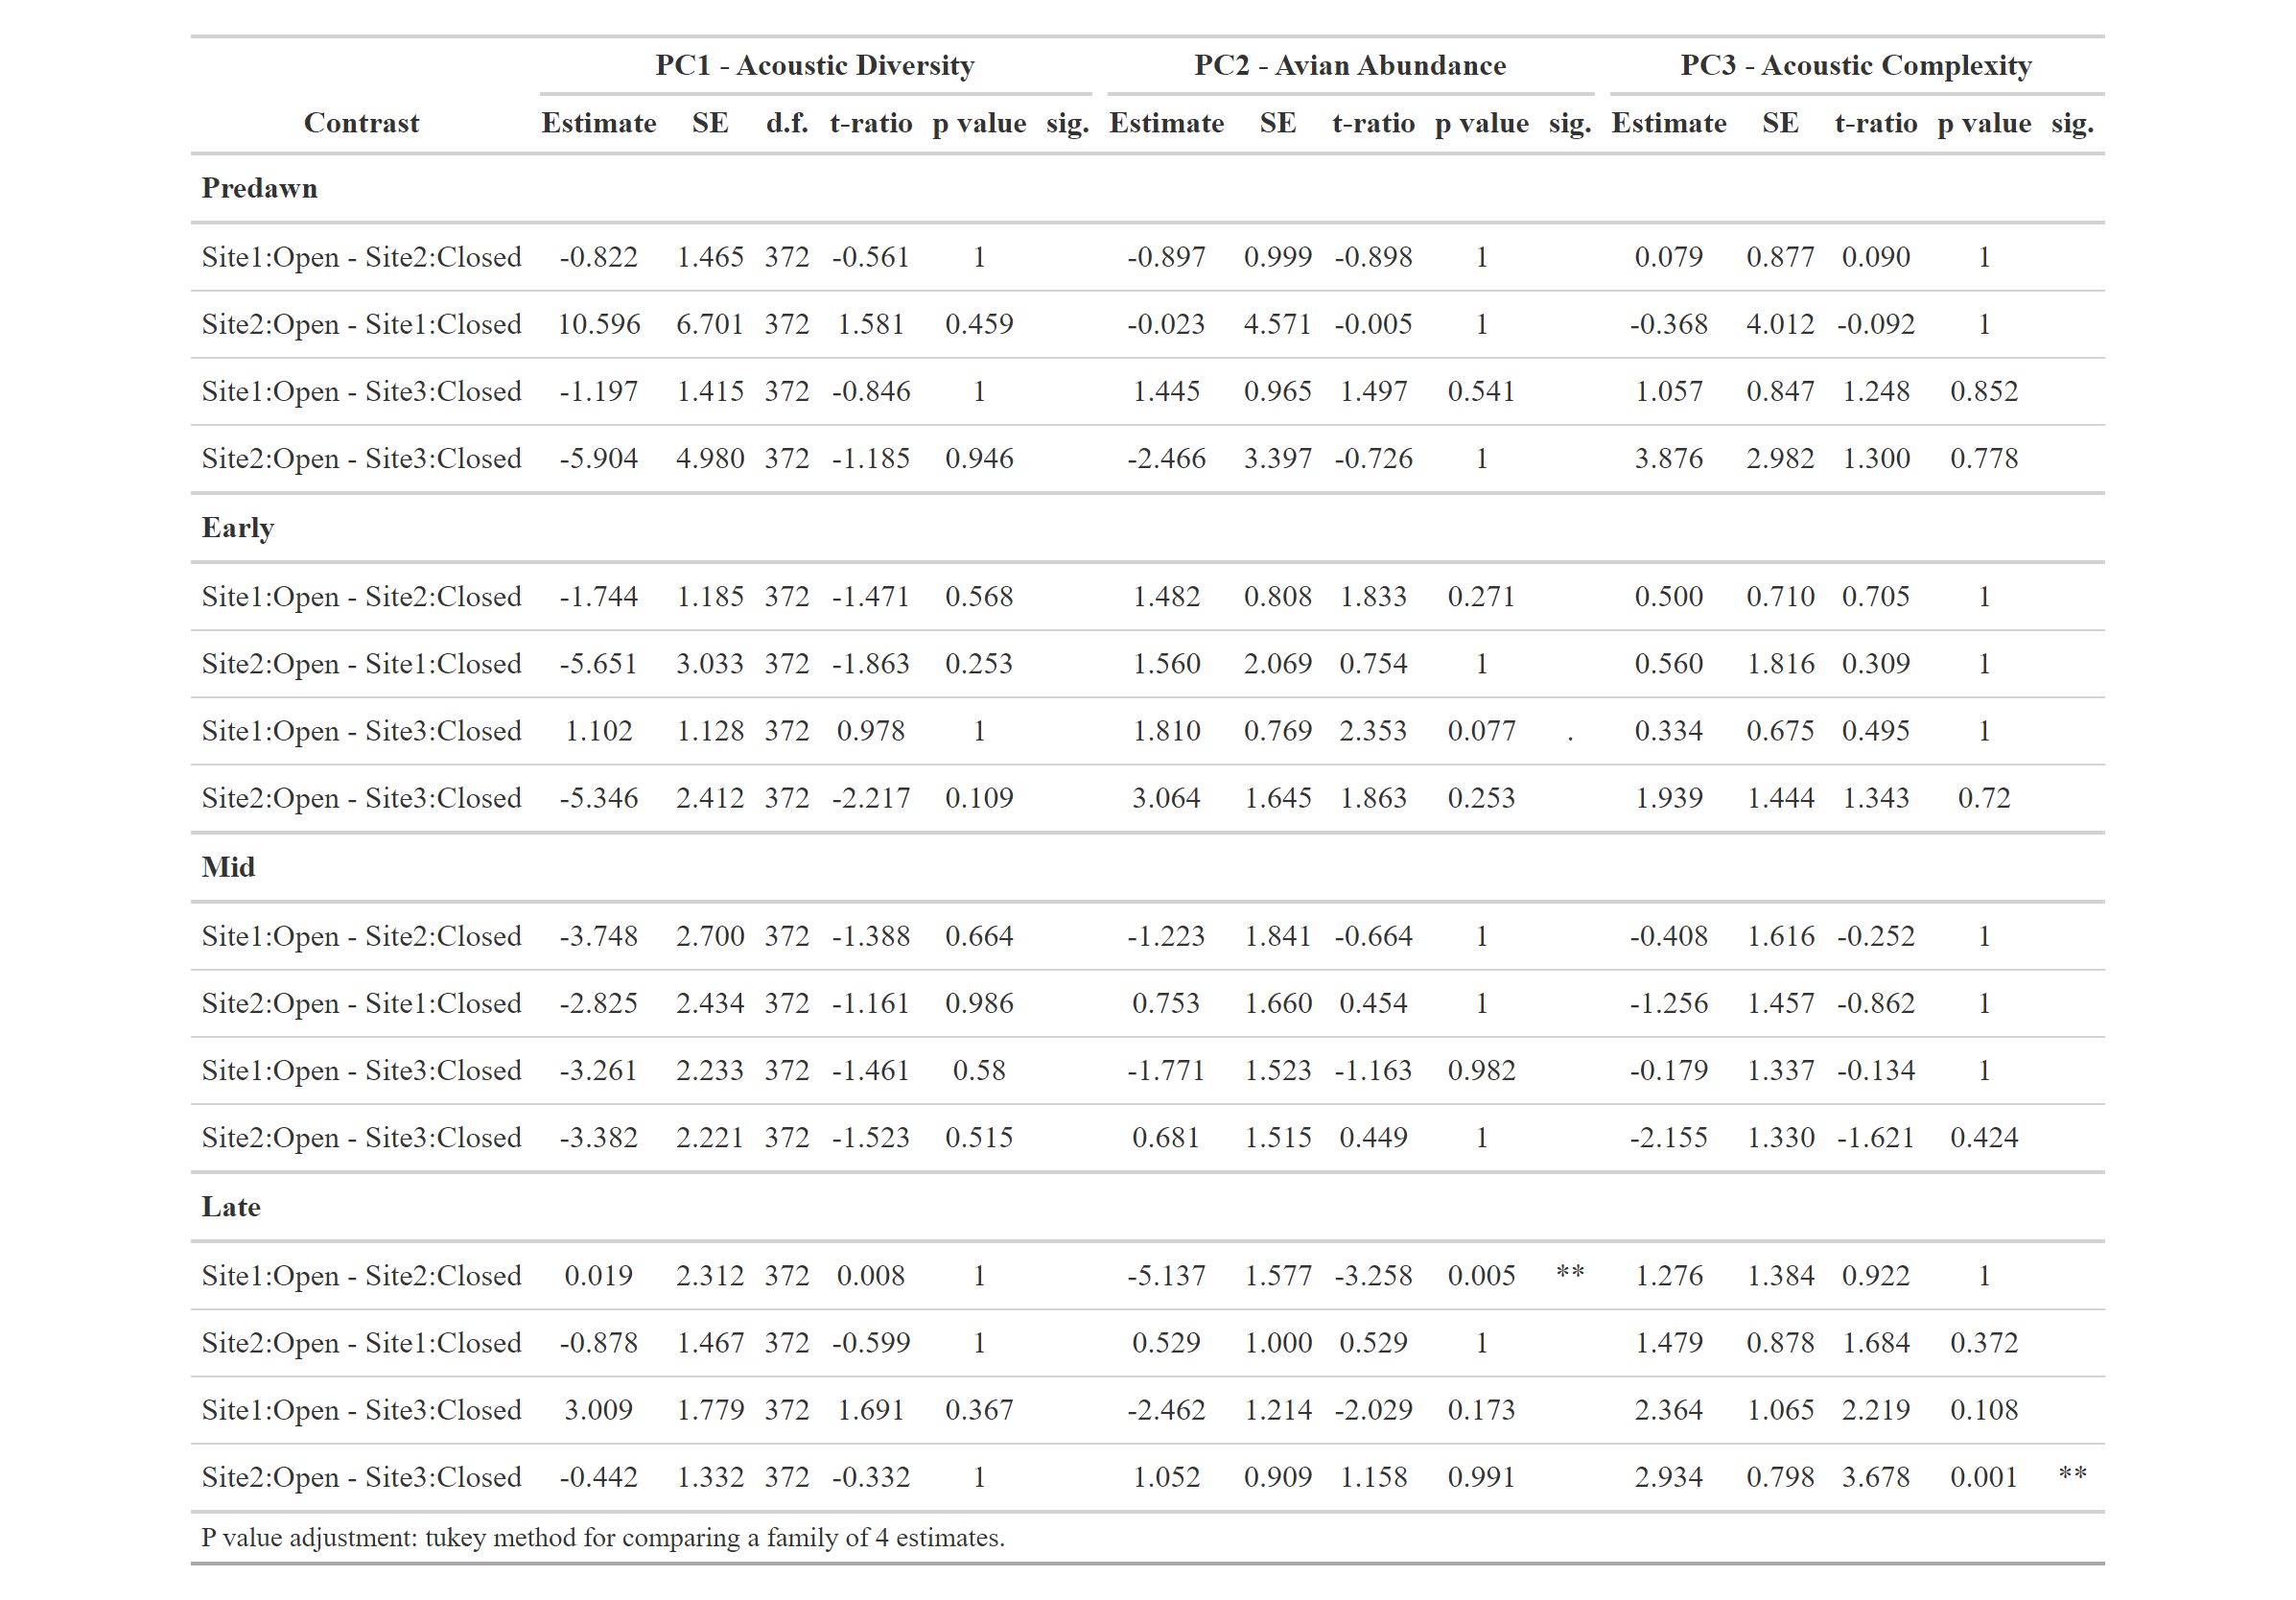 PC1 - Acoustic Diversity PC2 - Avian Abundance PC3 - Acoustic Complexity
Contrast Estimate SE d.f. t-ratio p value sig. Estimate SE t-ratio p value sig. Estimate SE t-ratio p value sig.
Predawn
Site1:Open - Site2:Closed -0.822 1.465 372 -0.561 1 -0.897 0.999 -0.898 1 0.079 0.877 0.090 1
Site2:Open - Site1:Closed 10.596 6.701 372 1.581 0.459 -0.023 4.571 -0.005 1 -0.368 4.012 -0.092 1
Site1:Open - Site3:Closed -1.197 1.415 372 -0.846 1 1.445 0.965 1.497 0.541 1.057 0.847 1.248 0.852
Site2:Open - Site3:Closed -5.904 4.980 372 -1.185 0.946 -2.466 3.397 -0.726 1 3.876 2.982 1.300 0.778
Early
Site1:Open - Site2:Closed -1.744 1.185 372 -1.471 0.568 1.482 0.808 1.833 0.271 0.500 0.710 0.705 1
Site2:Open - Site1:Closed -5.651 3.033 372 -1.863 0.253 1.560 2.069 0.754 1 0.560 1.816 0.309 1
Site1:Open - Site3:Closed 1.102 1.128 372 0.978 1 1.810 0.769 2.353 0.077 . 0.334 0.675 0.495 1
Site2:Open - Site3:Closed -5.346 2.412 372 -2.217 0.109 3.064 1.645 1.863 0.253 1.939 1.444 1.343 0.72
Mid
Site1:Open - Site2:Closed -3.748 2.700 372 -1.388 0.664 -1.223 1.841 -0.664 1 -0.408 1.616 -0.252 1
Site2:Open - Site1:Closed -2.825 2.434 372 -1.161 0.986 0.753 1.660 0.454 1 -1.256 1.457 -0.862 1
Site1:Open - Site3:Closed -3.261 2.233 372 -1.461 0.58 -1.771 1.523 -1.163 0.982 -0.179 1.337 -0.134 1
Site2:Open - Site3:Closed -3.382 2.221 372 -1.523 0.515 0.681 1.515 0.449 1 -2.155 1.330 -1.621 0.424
Late
Site1:Open - Site2:Closed 0.019 2.312 372 0.008 1 -5.137 1.577 -3.258 0.005 ** 1.276 1.384 0.922 1
Site2:Open - Site1:Closed -0.878 1.467 372 -0.599 1 0.529 1.000 0.529 1 1.479 0.878 1.684 0.372
Site1:Open - Site3:Closed 3.009 1.779 372 1.691 0.367 -2.462 1.214 -2.029 0.173 2.364 1.065 2.219 0.108
Site2:Open - Site3:Closed -0.442 1.332 372 -0.332 1 1.052 0.909 1.158 0.991 2.934 0.798 3.678 0.001 **
P value adjustment: tukey method for comparing a family of 4 estimates.